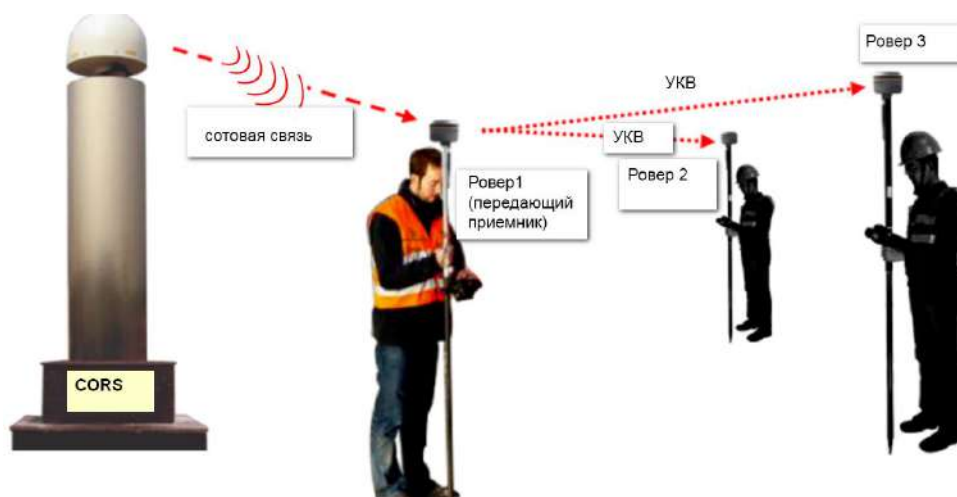 Ровер 3
УКВ
сотовая связь
УКВ
Ровер1
(передающий
приемник)
Ровер 2
CORS